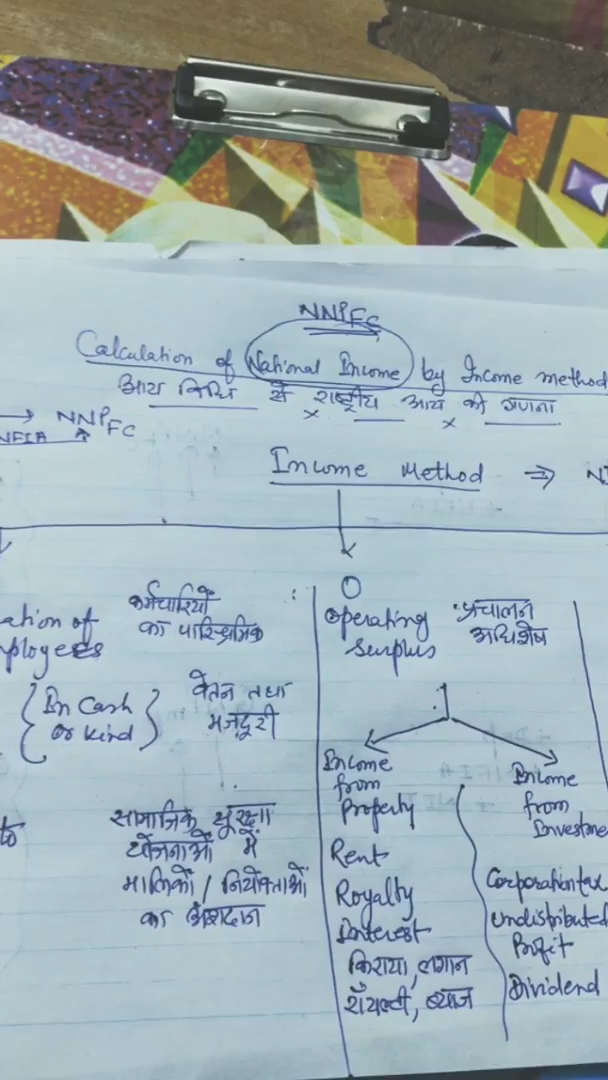 NNPFC
Calculation of National Income by Income method
आय विधि से राष्ट्रीय आय की गणना
→ NNPFC
NFIA
Income Method ⇒
ation of
ployees
कर्मचारियों
का पारिश्रमिक
{In Cash
or Kind}
वेतन तथा
मजदूरी
to
सामाजिक सुरक्षा
योजनाओं में
मालिकों / नियोक्ताओं
का अंशदान
O
Operating
Surplus
प्रचालन
अधिशेष
Income
from
Property
Rent
Royalty
Interest
किराया, लगान
रॉयल्टी, ब्याज
Income
from
Investme
Corporation tax
undistributed
Profit
Dividend